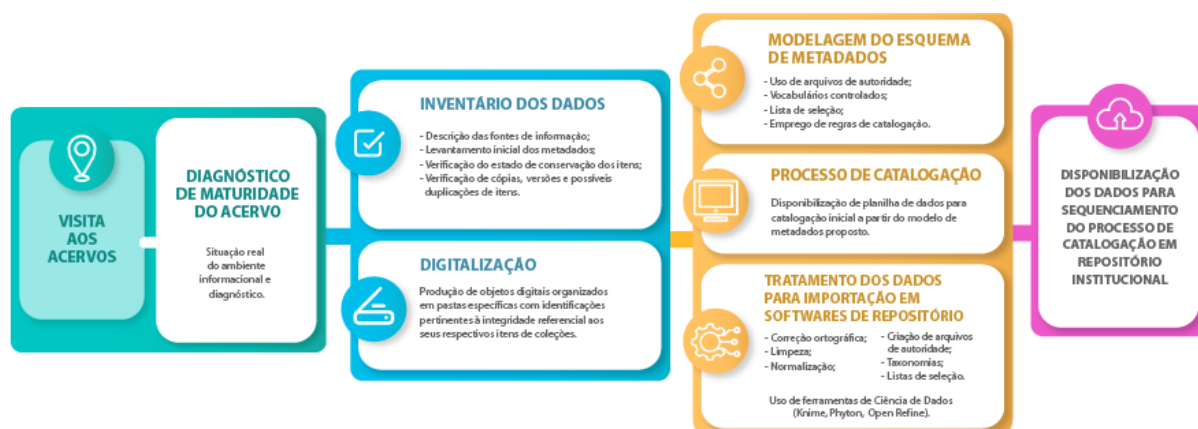 VISITA
AOS
ACERVOS
DIAGNÓSTICO
DE MATURIDADE
DO ACERVO
Situação real
do ambiente
informacional e
diagnóstico.
INVENTÁRIO DOS DADOS
- Descrição das fontes de informação;
- Levantamento inicial dos metadados;
- Verificação do estado de conservação dos itens;
- Verificação de cópias, versões e possíveis
duplicações de itens.
DIGITALIZAÇÃO
Produção de objetos digitais organizados
em pastas específicas com identificações
pertinentes à integridade referencial aos
seus respectivos itens de coleções.
MODELAGEM DO ESQUEMA
DE METADADOS
- Uso de arquivos de autoridade;
- Vocabulários controlados;
- Lista de seleção;
- Emprego de regras de catalogação.
PROCESSO DE CATALOGAÇÃO
Disponibilização de planilha de dados para
catalogação inicial a partir do modelo de
metadados proposto.
TRATAMENTO DOS DADOS
PARA IMPORTAÇÃO EM
SOFTWARES DE REPOSITÓRIO
- Correção ortográfica;
- Limpeza;
- Normalização;
- Criação de arquivos
de autoridade;
- Taxonomias;
- Listas de seleção.
Uso de ferramentas de Ciência de Dados
(Knime, Phyton, Open Refine).
DISPONIBILIZAÇÃO
DOS DADOS PARA
SEQUENCIAMENTO
DO PROCESSO DE
CATALOGAÇÃO EM
REPOSITÓRIO
INSTITUCIONAL